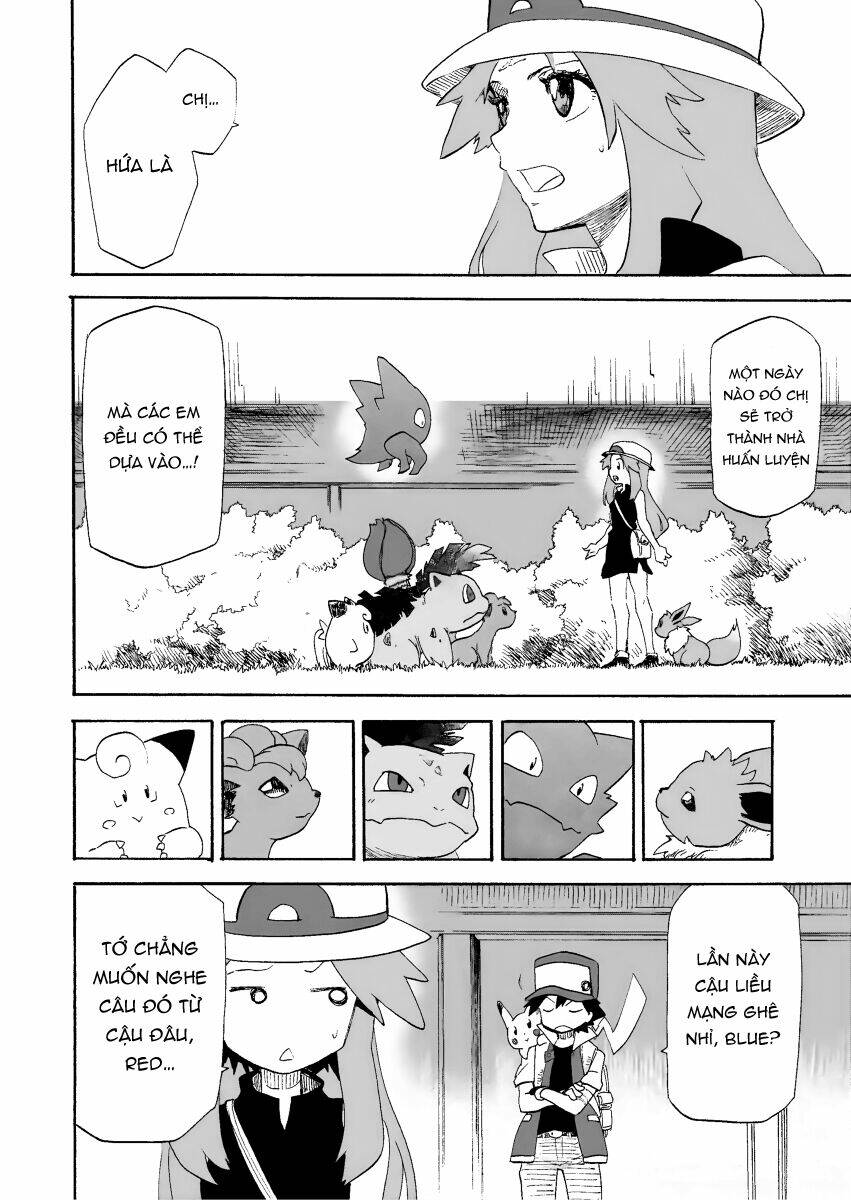 CHỊ...
HỨA LÀ
MỘT NGÀY
NÀO ĐÓ CHỊ
SẼ TRỞ
THÀNH NHÀ
HUẤN LUYỆN
MÀ CÁC EM
ĐỀU CÓ THỂ
DỰA VÀO...!
LẦN NÀY
CẬU LIỀU
MẠNG GHÊ
NHỈ, BLUE?
TỚ CHẲNG
MUỐN NGHE
CÂU ĐÓ TỪ
CẬU ĐÂU,
RED...